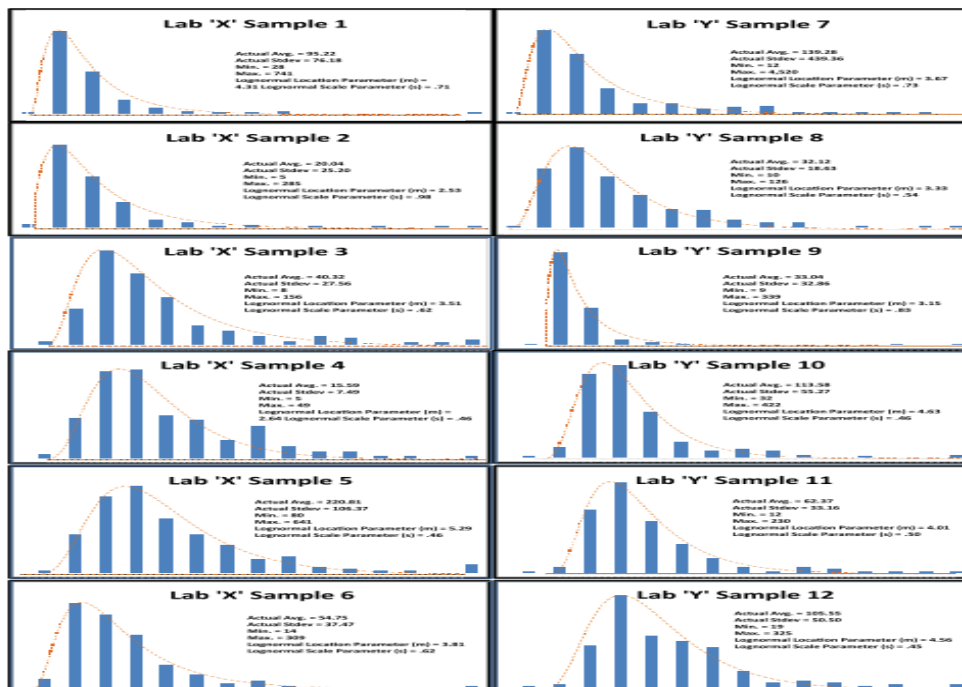 Lab 'X' Sample 1
Actual Avg. = 95.22
Actual Stdev = 76.18
Min. = 28
Max. = 741
Lognormal Location Parameter (m) =
4.31 Lognormal Scale Parameter (s) = .71
Lab 'Y' Sample 7
Actual Avg. = 139.28
Actual Stdev = 439.36
Min. = 12
Max. = 4,520
Lognormal Location Parameter (m) = 3.67
Lognormal Scale Parameter (s) = .73
Lab 'X' Sample 2
Actual Avg. = 20.04
Actual Stdev = 25.20
Min. = 5
Max. = 285
Lognormal Location Parameter (m) = 2.53
Lognormal Scale Parameter (s) = .98
Lab 'Y' Sample 8
Actual Avg. = 32.12
Actual Stdev = 18.63
Min. = 10
Max. = 126
Lognormal Location Parameter (m) = 3.33
Lognormal Scale Parameter (s) = .54
Lab 'X' Sample 3
Actual Avg. = 40.32
Actual Stdev = 27.56
Min. = 8
Max. = 156
Lognormal Location Parameter (m) = 3.51
Lognormal Scale Parameter (s) = .62
Lab 'Y' Sample 9
Actual Avg. = 33.04
Actual Stdev = 32.86
Min. = 9
Max. = 339
Lognormal Location Parameter (m) = 3.15
Lognormal Scale Parameter (s) = .85
Lab 'X' Sample 4
Actual Avg. = 15.59
Actual Stdev = 7.49
Min. = 5
Max. = 49
Lognormal Location Parameter (m) =
2.64 Lognormal Scale Parameter (s) = .46
Lab 'Y' Sample 10
Actual Avg. = 113.58
Actual Stdev = 55.27
Min. = 32
Max. = 422
Lognormal Location Parameter (m) = 4.63
Lognormal Scale Parameter (s) = .46
Lab 'X' Sample 5
Actual Avg. = 220.81
Actual Stdev = 106.37
Min. = 80
Max. = 641
Lognormal Location Parameter (m) = 5.29
Lognormal Scale Parameter (s) = .46
Lab 'Y' Sample 11
Actual Avg. = 62.37
Actual Stdev = 33.16
Min. = 12
Max. = 230
Lognormal Location Parameter (m) = 4.01
Lognormal Scale Parameter (s) = .50
Lab 'X' Sample 6
Actual Avg. = 54.75
Actual Stdev = 37.47
Min. = 14
Max. = 309
Lognormal Location Parameter (m) = 3.81
Lognormal Scale Parameter (s) = .62
Lab 'Y' Sample 12
Actual Avg. = 105.55
Actual Stdev = 50.50
Min. = 19
Max. = 325
Lognormal Location Parameter (m) = 4.56
Lognormal Scale Parameter (s) = .45